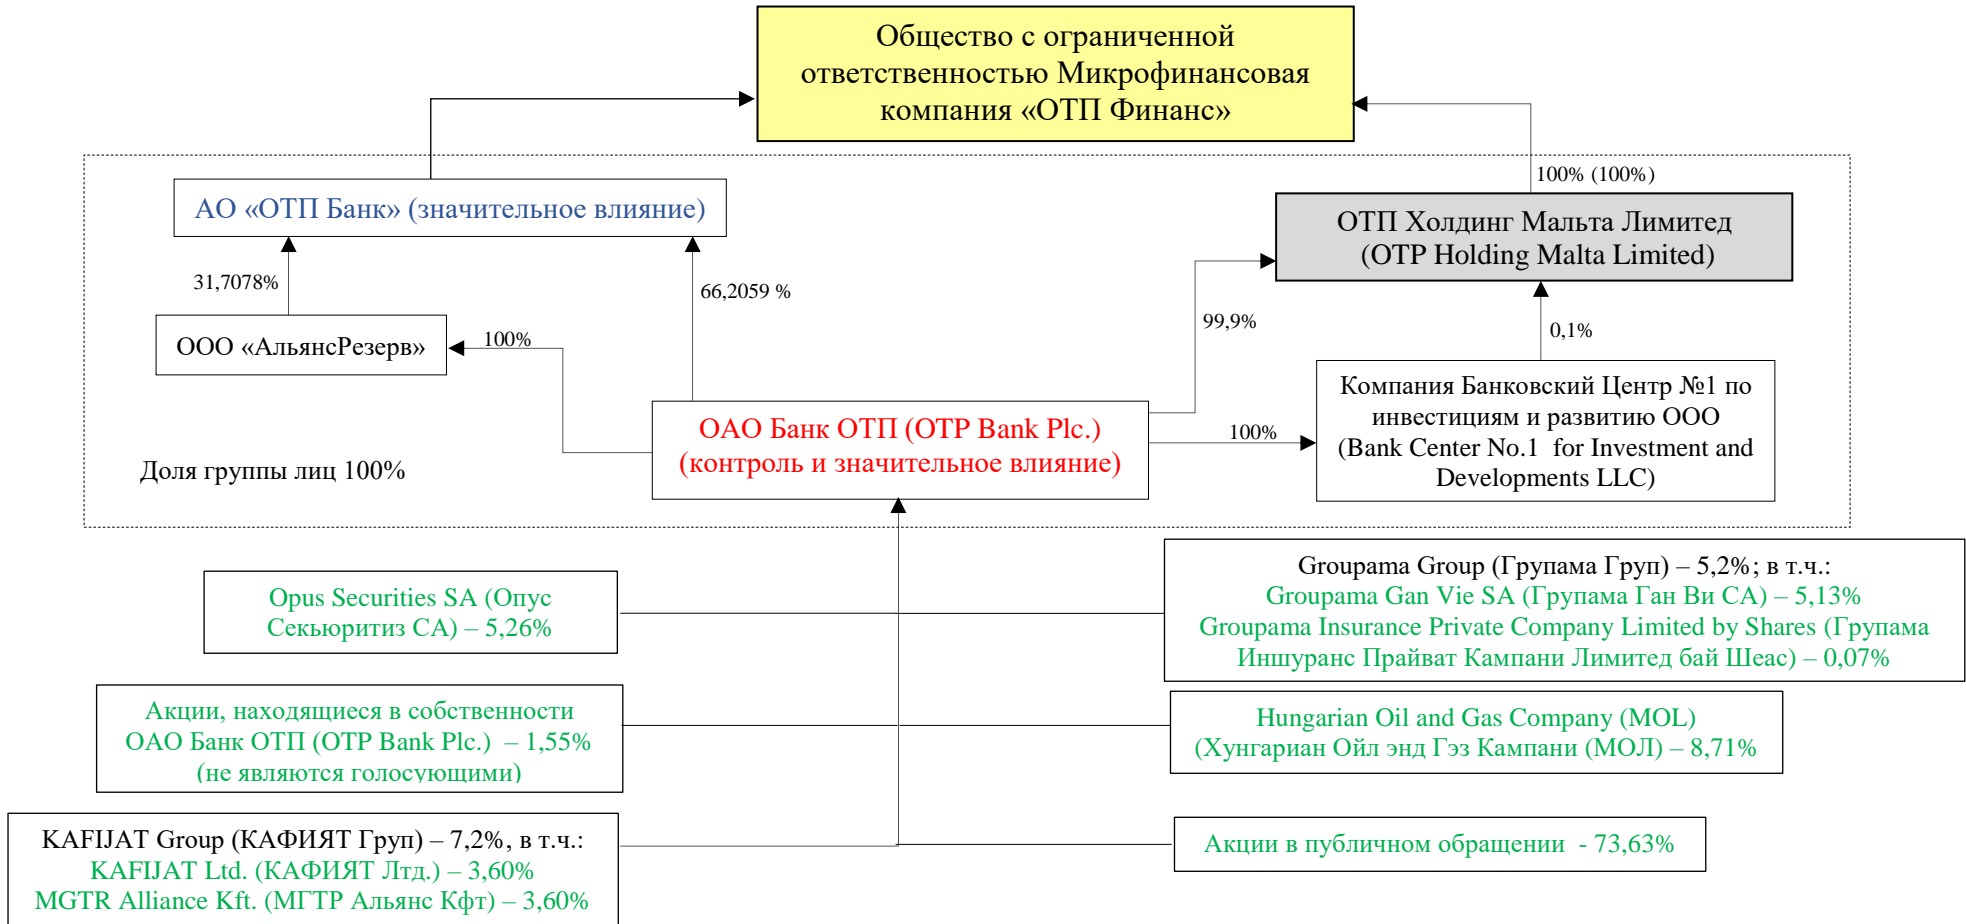 Общество с ограниченной
ответственностью Микрофинансовая
компания «ОТП Финанс»
100% (100%)
АО «ОТП Банк» (значительное влияние)
ОТП Холдинг Мальта Лимитед
(OTP Holding Malta Limited)
31,7078%
66,2059 %
99,9%
0,1%
ООО «АльянсРезерв»
100%
Компания Банковский Центр №1 по
инвестициям и развитию ООО
(Bank Center No.1 for Investment and
Developments LLC)
ОАО Банк ОТП (OTP Bank Plc.)
(контроль и значительное влияние)
100%
Доля группы лиц 100%
Opus Securities SA (Опус
Секьюритиз СА) – 5,26%
Groupama Group (Групама Груп) – 5,2%; в т.ч.:
Groupama Gan Vie SA (Групама Ган Ви СА) – 5,13%
Groupama Insurance Private Company Limited by Shares (Групама
Иншуранс Прайват Кампани Лимитед бай Шеас) – 0,07%
Акции, находящиеся в собственности
ОАО Банк ОТП (OTP Bank Plc.) – 1,55%
(не являются голосующими)
Hungarian Oil and Gas Company (MOL)
(Хунгариан Ойл энд Гэз Кампани (МОЛ) – 8,71%
KAFIJAT Group (КАФИЯТ Груп) – 7,2%, в т.ч.:
KAFIJAT Ltd. (КАФИЯТ Лтд.) – 3,60%
MGTR Alliance Kft. (МГТР Альянс Кфт) – 3,60%
Акции в публичном обращении - 73,63%